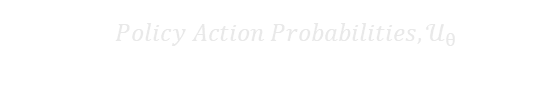 Policy Action Probabilities, 𝒰θ